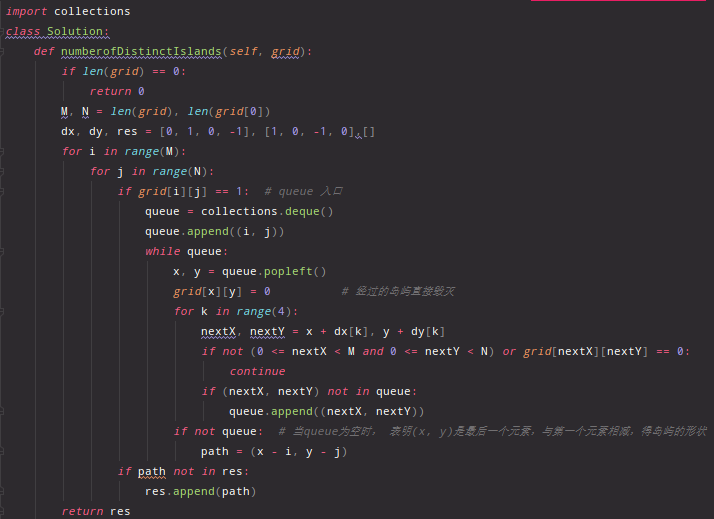 import collections
class Solution:
    def numberofDistinctIslands(self, grid):
        if len(grid) == 0:
            return 0
        M, N = len(grid), len(grid[0])
        dx, dy, res = [0, 1, 0, -1], [1, 0, -1, 0],[]
        for i in range(M):
            for j in range(N):
                if grid[i][j] == 1:  # queue 入口
                    queue = collections.deque()
                    queue.append((i, j))
                    while queue:
                        x, y = queue.popleft()
                        grid[x][y] = 0          # 经过的岛屿直接毁灭
                        for k in range(4):
                            nextX, nextY = x + dx[k], y + dy[k]
                            if not (0 <= nextX < M and 0 <= nextY < N) or grid[nextX][nextY] == 0:
                                continue
                            if (nextX, nextY) not in queue:
                                queue.append((nextX, nextY))
                        if not queue:  # 当queue为空时, 表明(x, y)是最后一个元素，与第一个元素相减，得岛屿的形状
                            path = (x - i, y - j)
                if path not in res:
                    res.append(path)
        return res